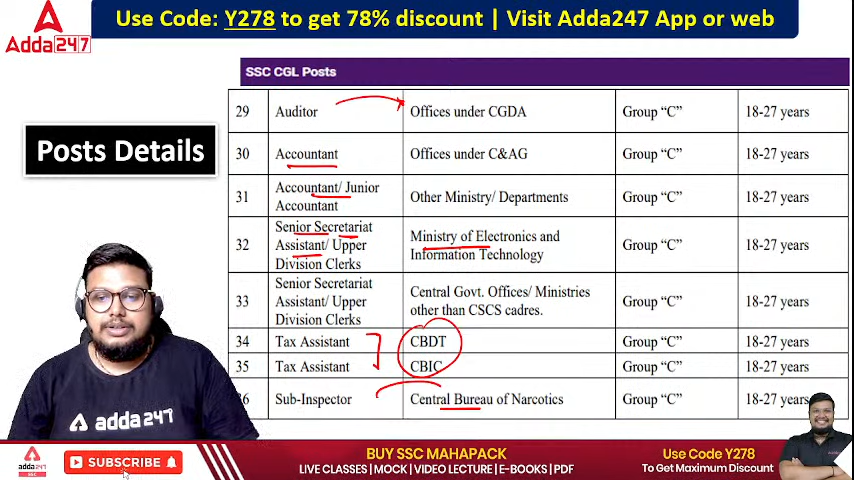 Use Code: Y278 to get 78% discount | Visit Adda247 App or web
Adda247
SSC CGL Posts
Posts Details
29 Auditor Offices under CGDA Group “C” 18-27 years
30 Accountant Offices under C&AG Group “C” 18-27 years
31 Accountant/ Junior Accountant Other Ministry/ Departments Group “C” 18-27 years
32 Senior Secretariat Assistant/ Upper Division Clerks Ministry of Electronics and Information Technology Group “C” 18-27 years
33 Senior Secretariat Assistant/ Upper Division Clerks Central Govt. Offices/ Ministries other than CSCS cadres. Group “C” 18-27 years
34 Tax Assistant CBDT Group “C” 18-27 years
35 Tax Assistant CBIC Group “C” 18-27 years
36 Sub-Inspector Central Bureau of Narcotics Group “C” 18-27 years
adda247
Adda247
SSC
SUBSCRIBE
BUY SSC MAHAPACK
LIVE CLASSES | MOCK | VIDEO LECTURE | E-BOOKS | PDF
Use Code Y278
To Get Maximum Discount